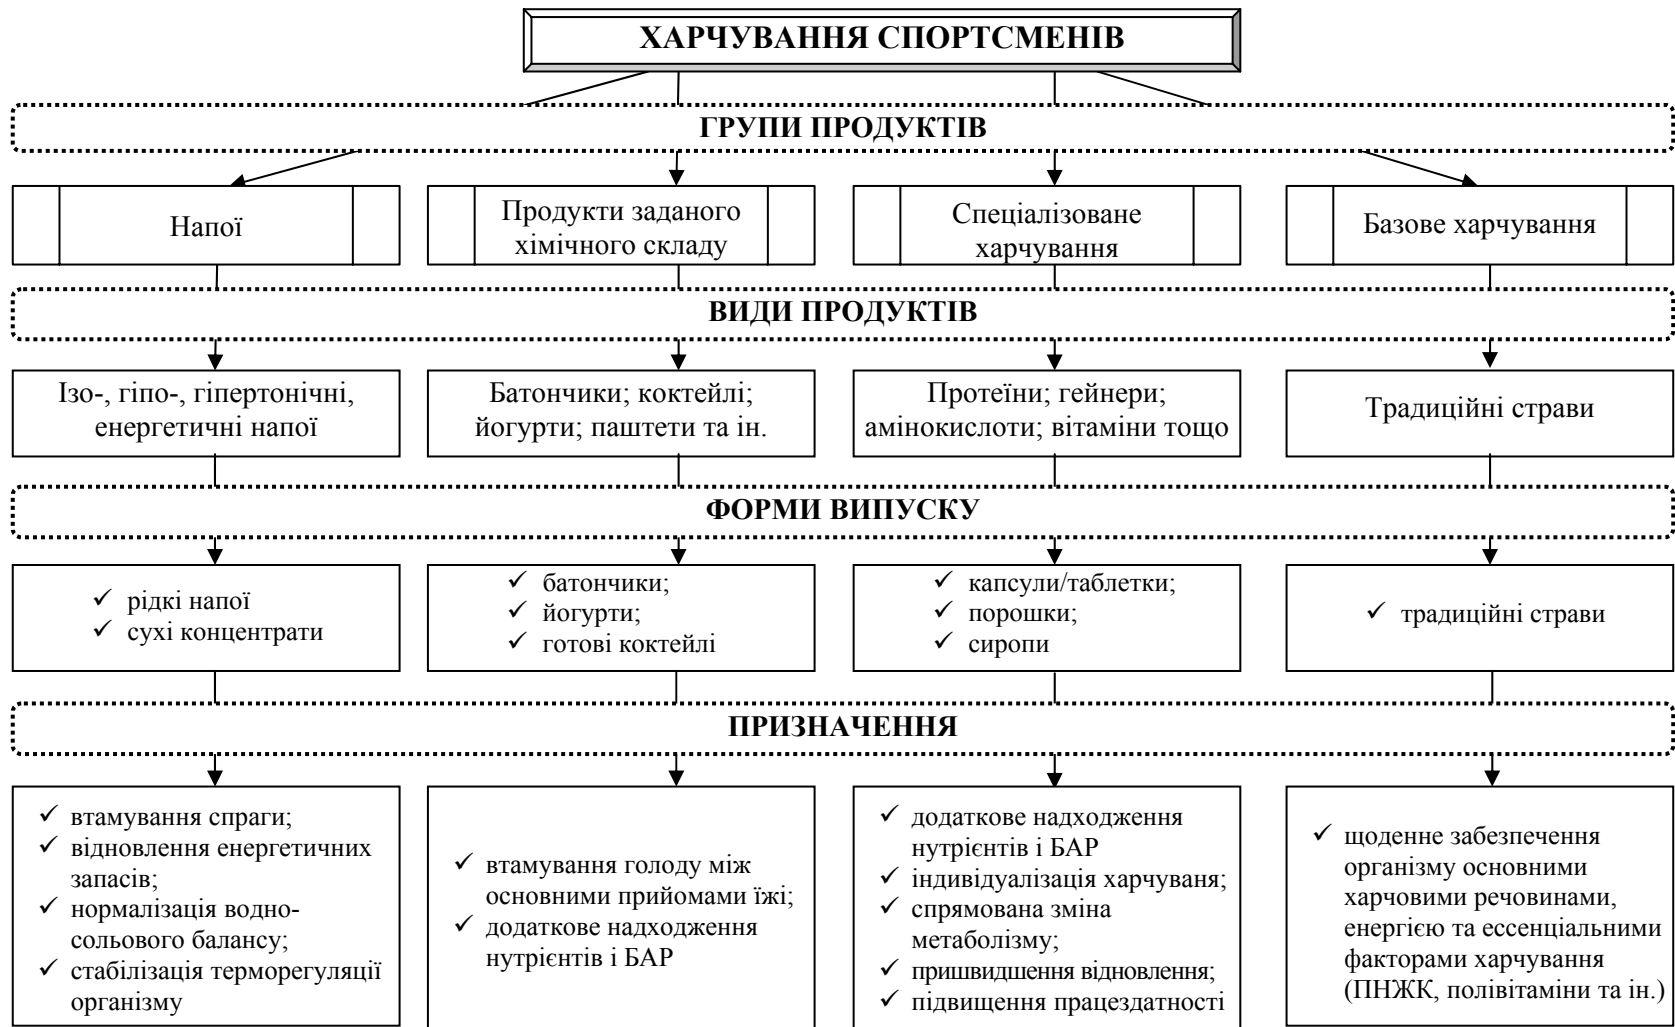 ХАРЧУВАННЯ СПОРТСМЕНІВ
ГРУПИ ПРОДУКТІВ
Напої
Продукти заданого
хімічного складу
Спеціалізоване
харчування
Базове харчування
ВИДИ ПРОДУКТІВ
Ізо-, гіпо-, гіпертонічні,
енергетичні напої
Батончики; коктейлі;
йогурти; паштети та ін.
Протеїни; гейнери;
амінокислоти; вітаміни тощо
Традиційні страви
ФОРМИ ВИПУСКУ
✓ рідкі напої
✓ сухі концентрати
✓ батончики;
✓ йогурти;
✓ готові коктейлі
✓ капсули/таблетки;
✓ порошки;
✓ сиропи
✓ традиційні страви
ПРИЗНАЧЕННЯ
✓ втамування спраги;
✓ відновлення енергетичних
запасів;
✓ нормалізація водно-
сольового балансу;
✓ стабілізація терморегуляції
організму
✓ втамування голоду між
основними прийомами їжі;
✓ додаткове надходження
нутрієнтів і БАР
✓ додаткове надходження
нутрієнтів і БАР
✓ індивідуалізація харчуваня;
✓ спрямована зміна
метаболізму;
✓ пришвидшення відновлення;
✓ підвищення працездатності
✓ щоденне забезпечення
організму основними
харчовими речовинами,
енергією та ессенціальними
факторами харчування
(ПНЖК, полівітаміни та ін.)